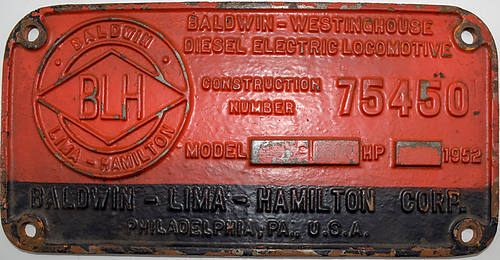 BALDWIN
BLH
LIMA - HAMILTON
BALDWIN - WESTINGHOUSE
DIESEL ELECTRIC LOCOMOTIVE
CONSTRUCTION
NUMBER
75450
MODEL HP 1952
BALDWIN - LIMA - HAMILTON CORP.
PHILADELPHIA, PA., U.S.A.